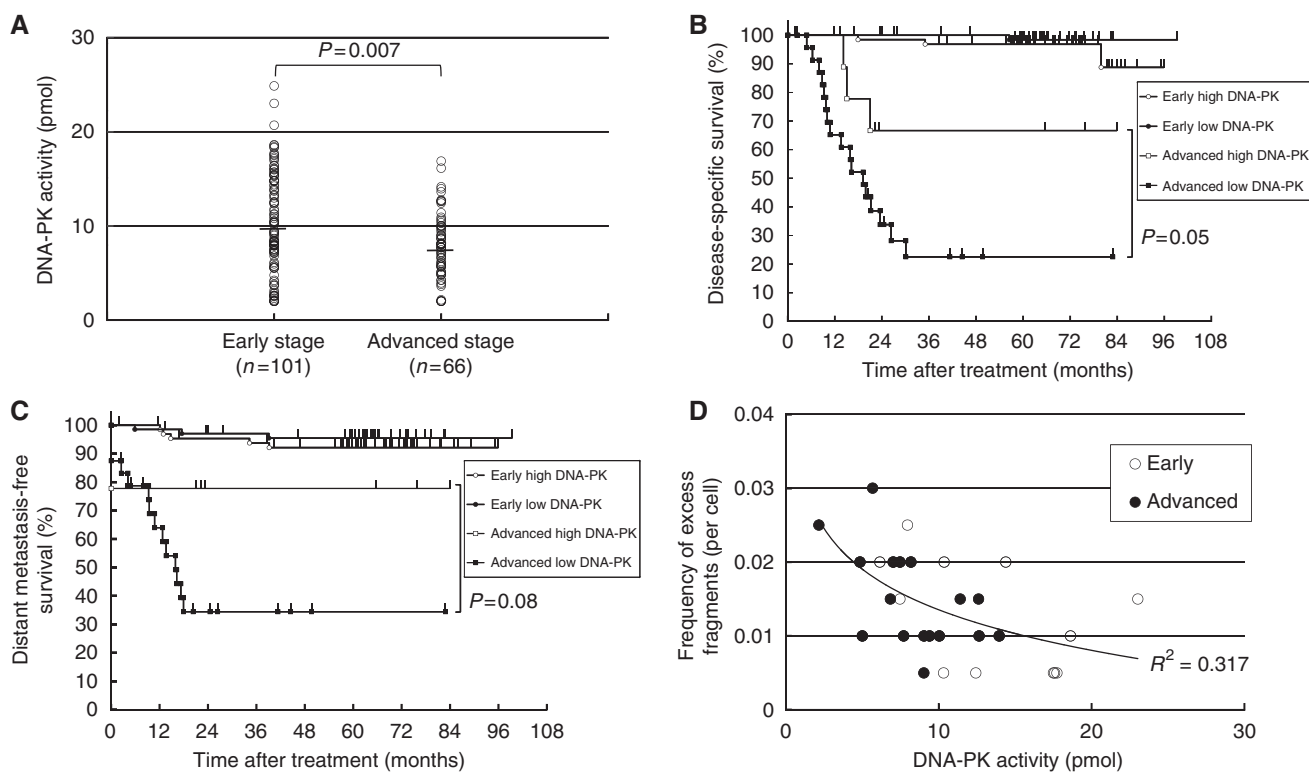 A
DNA-PK activity (pmol)
30
20
10
0
P=0.007
Early stage
(n=101)
Advanced stage
(n=66)
B
Disease-specific survival (%)
100
90
80
70
60
50
40
30
20
10
0
0 12 24 36 48 60 72 84 96 108
Time after treatment (months)
Early high DNA-PK
Early low DNA-PK
Advanced high DNA-PK
Advanced low DNA-PK
P=0.05
C
Distant metastasis-free
survival (%)
100
90
80
70
60
50
40
30
20
10
0
0 12 24 36 48 60 72 84 96 108
Time after treatment (months)
Early high DNA-PK
Early low DNA-PK
Advanced high DNA-PK
Advanced low DNA-PK
P=0.08
D
Frequency of excess
fragments (per cell)
0.04
0.03
0.02
0.01
0
0 10 20 30
DNA-PK activity (pmol)
Early
Advanced
R² = 0.317